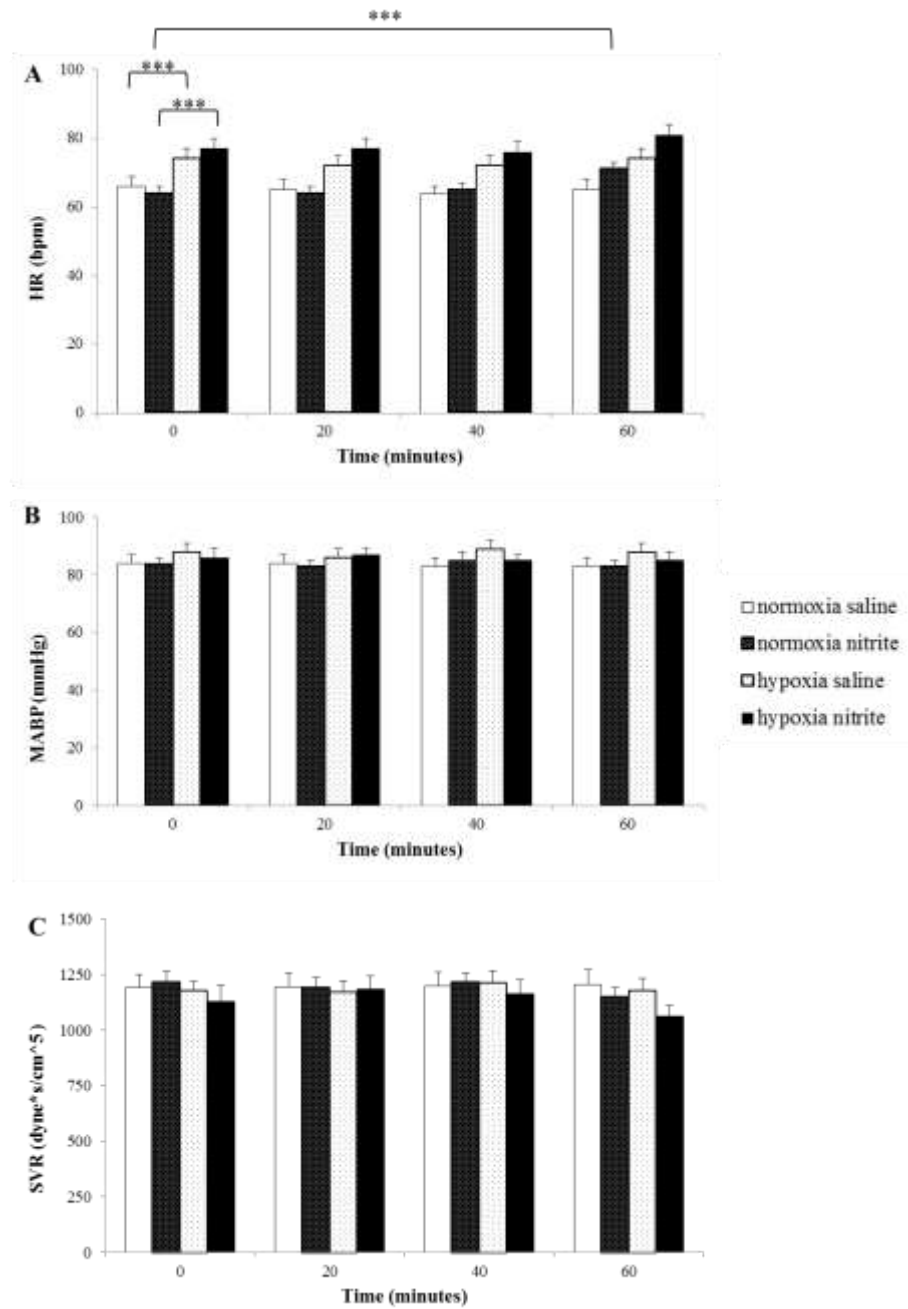 ***
A
***
***
100
80
60
40
20
0
HR (bpm)
0 20 40 60
Time (minutes)
B
100
80
60
40
20
0
MABP (mmHg)
0 20 40 60
Time (minutes)
normoxia saline
normoxia nitrite
hypoxia saline
hypoxia nitrite
C
1500
1250
1000
750
500
250
0
SVR (dyne*s/cm^5)
0 20 40 60
Time (minutes)